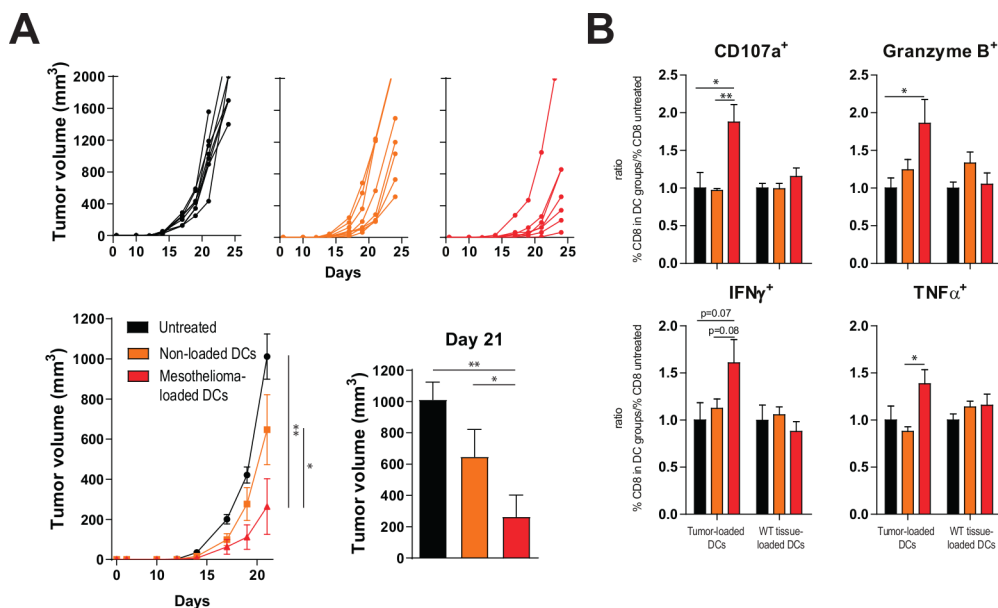 A
Tumor volume (mm³)
2000
1600
1200
800
400
0
0 10 15 20 25
0 10 15 20 25
0 10 15 20 25
Days
Days
Days
Untreated
Non-loaded DCs
Mesothelioma-
loaded DCs
Tumor volume (mm³)
1200
1000
800
600
400
200
0
0 10 15 20
Days
**
*
Day 21
Tumor volume (mm³)
1200
1000
800
600
400
200
0
**
*
B
CD107a⁺
ratio
% CD8 in DC groups/% CD8 untreated
2.5
2.0
1.5
1.0
0.5
0.0
*
**
Granzyme B⁺
2.5
2.0
1.5
1.0
0.5
0.0
*
IFNγ⁺
ratio
% CD8 in DC groups/% CD8 untreated
2.5
2.0
1.5
1.0
0.5
0.0
p=0.07
p=0.08
Tumor-loaded
DCs
WT tissue-
loaded DCs
TNFα⁺
2.5
2.0
1.5
1.0
0.5
0.0
*
Tumor-loaded
DCs
WT tissue-
loaded DCs